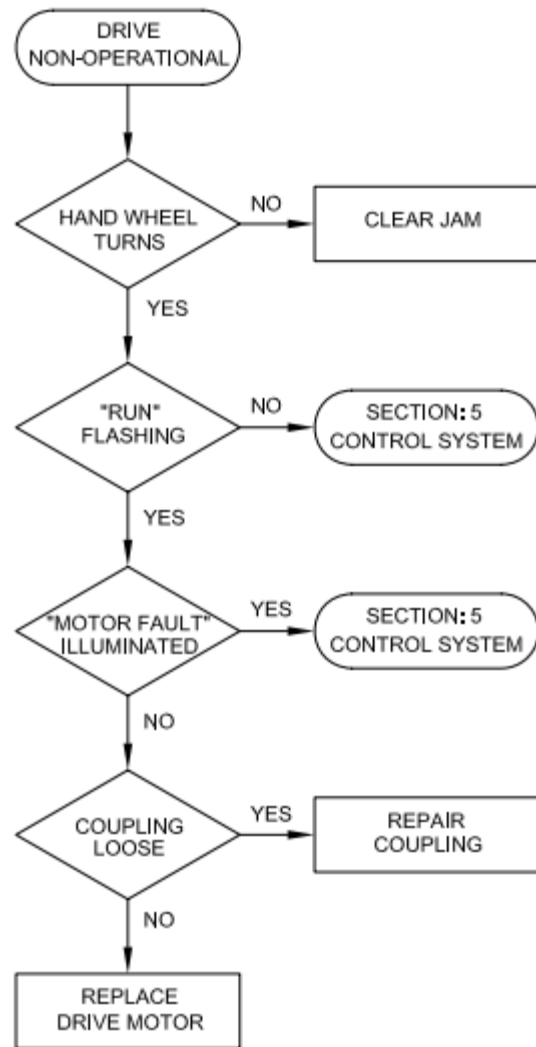 DRIVE
NON-OPERATIONAL
HAND WHEEL
TURNS
NO
CLEAR JAM
YES
"RUN"
FLASHING
NO
SECTION: 5
CONTROL SYSTEM
YES
"MOTOR FAULT"
ILLUMINATED
YES
SECTION: 5
CONTROL SYSTEM
NO
COUPLING
LOOSE
YES
REPAIR
COUPLING
NO
REPLACE
DRIVE MOTOR